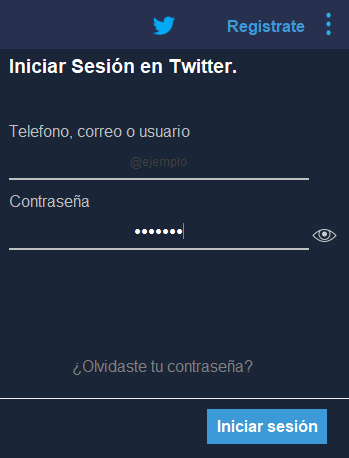 Registrate
Iniciar Sesión en Twitter.
Telefono, correo o usuario
@ejemplo
Contraseña
•••••••
¿Olvidaste tu contraseña?
Iniciar sesión